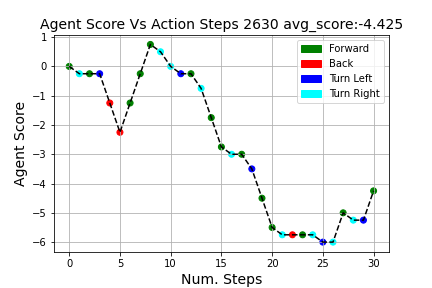 Agent Score Vs Action Steps 2630 avg_score:-4.425
Forward
Back
Turn Left
Turn Right
Agent Score
1
0
−1
−2
−3
−4
−5
−6
0 5 10 15 20 25 30
Num. Steps